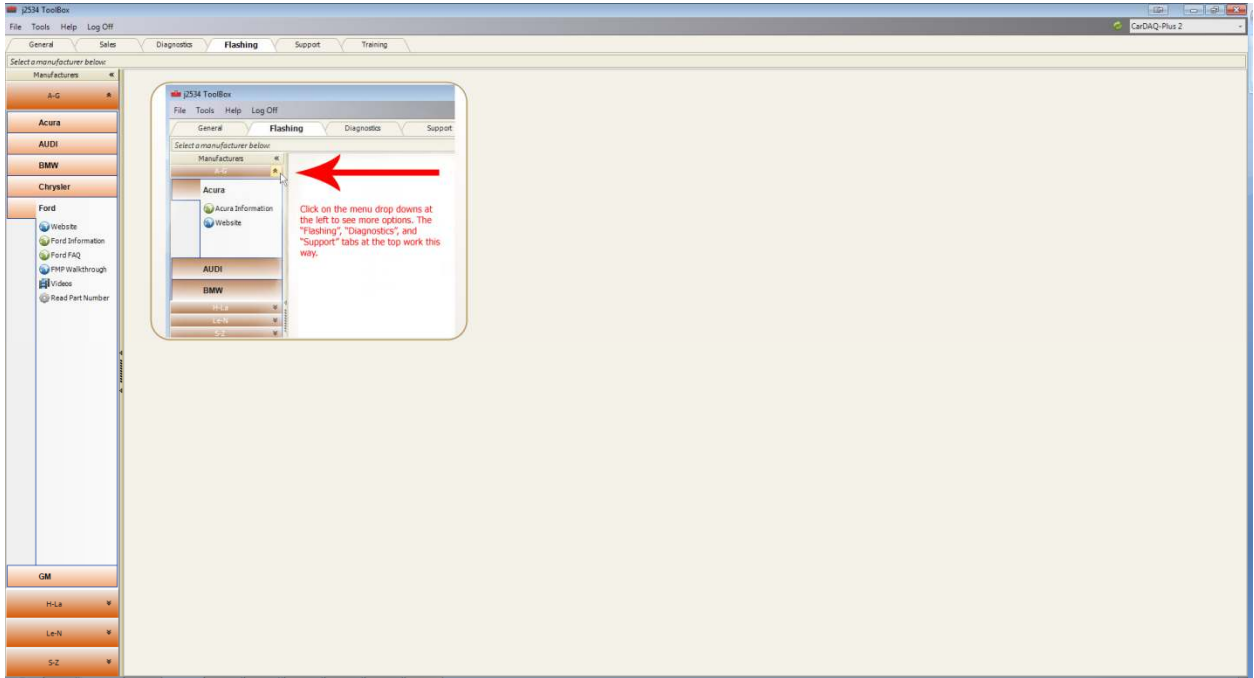 j2534 ToolBox
File Tools Help Log Off
CarDAQ-Plus 2
General Sales Diagnostics Flashing Support Training
Select a manufacturer below:
Manufacturers
A-G
Acura
AUDI
BMW
Chrysler
Ford
Website
Ford Information
Ford FAQ
FMP Walkthrough
Videos
Read Part Number
GM
H-La
Le-N
S-Z
j2534 ToolBox
File Tools Help Log Off
General Flashing Diagnostics Support
Select a manufacturer below:
Manufacturers
A-G
Acura
Acura Information
Website
AUDI
BMW
H-La
Le-N
S-Z
Click on the menu drop downs at
the left to see more options. The
"Flashing", "Diagnostics", and
"Support" tabs at the top work this
way.